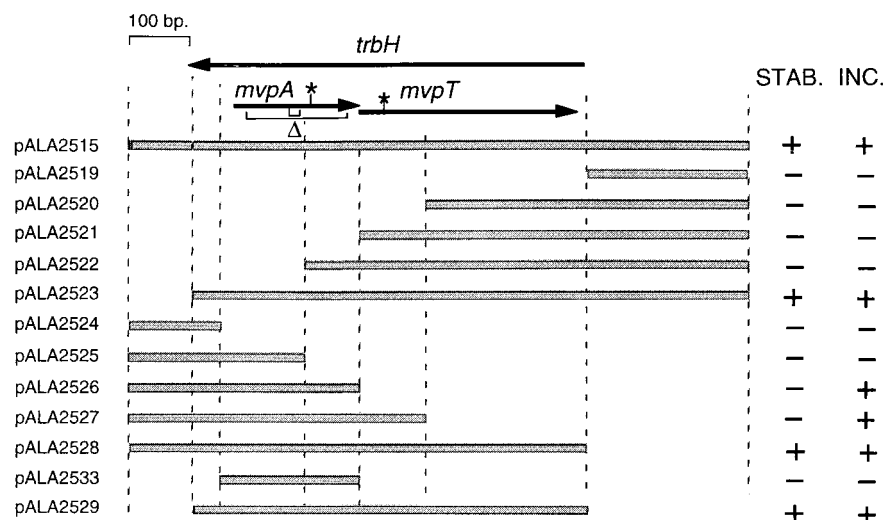 100 bp.
trbH
STAB. INC.
mvpA * * mvpT
Δ
pALA2515 + +
pALA2519 − −
pALA2520 − −
pALA2521 − −
pALA2522 − −
pALA2523 + +
pALA2524 − −
pALA2525 − −
pALA2526 − +
pALA2527 − +
pALA2528 + +
pALA2533 − −
pALA2529 + +